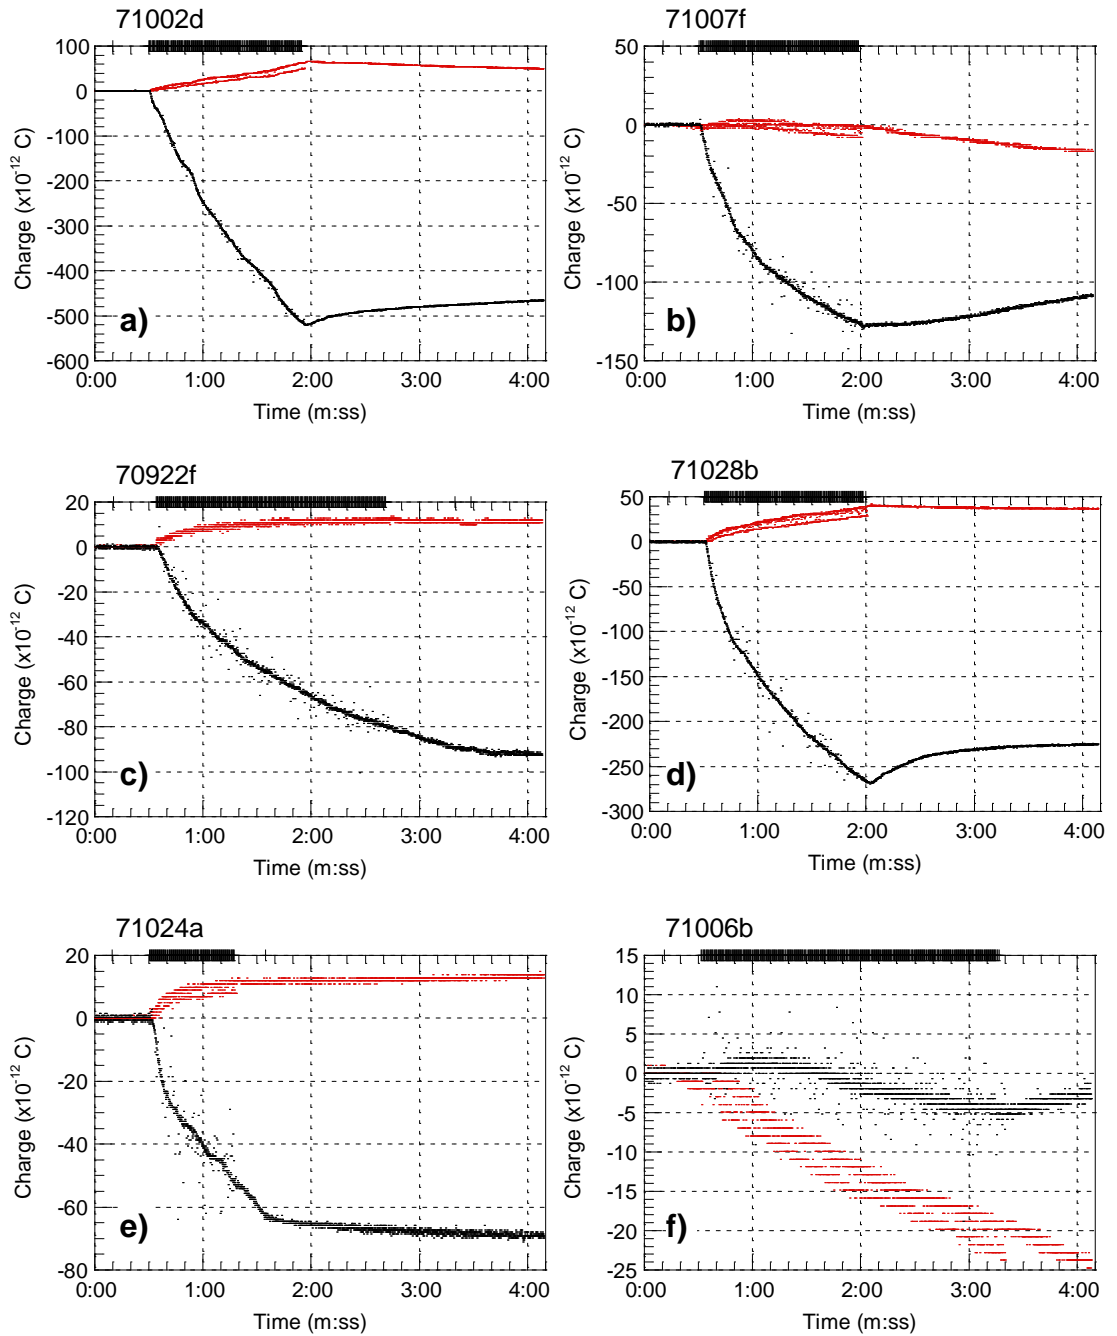 71002d
100
0
-100
-200
-300
-400
-500
-600
Charge (x10⁻¹² C)
a)
0:00 1:00 2:00 3:00 4:00
Time (m:ss)
71007f
50
0
-50
-100
-150
Charge (x10⁻¹² C)
b)
0:00 1:00 2:00 3:00 4:00
Time (m:ss)
70922f
20
0
-20
-40
-60
-80
-100
-120
Charge (x10⁻¹² C)
c)
0:00 1:00 2:00 3:00 4:00
Time (m:ss)
71028b
50
0
-50
-100
-150
-200
-250
-300
Charge (x10⁻¹² C)
d)
0:00 1:00 2:00 3:00 4:00
Time (m:ss)
71024a
20
0
-20
-40
-60
-80
Charge (x10⁻¹² C)
e)
0:00 1:00 2:00 3:00 4:00
Time (m:ss)
71006b
15
10
5
0
-5
-10
-15
-20
-25
Charge (x10⁻¹² C)
f)
0:00 1:00 2:00 3:00 4:00
Time (m:ss)